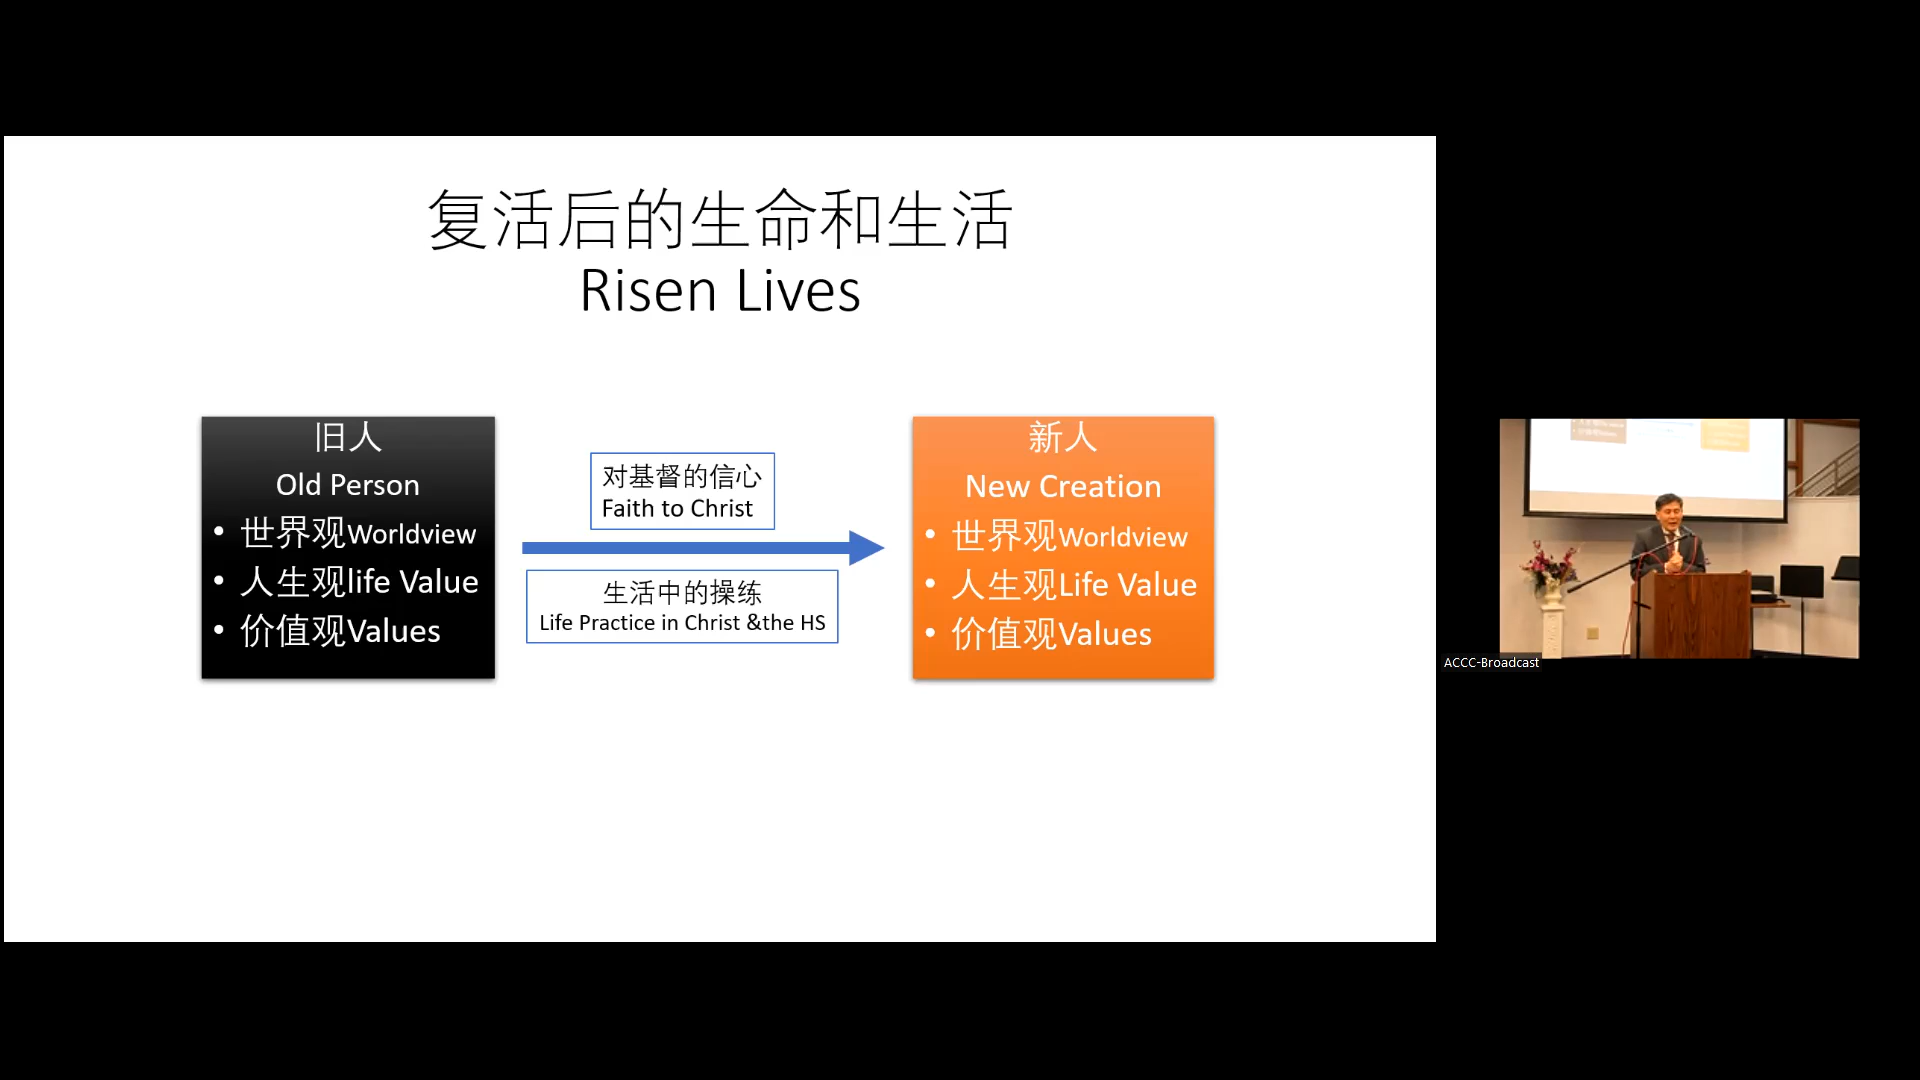 复活后的生命和生活
Risen Lives
旧人
Old Person
• 世界观Worldview
• 人生观life Value
• 价值观Values
对基督的信心
Faith to Christ
生活中的操练
Life Practice in Christ &the HS
新人
New Creation
• 世界观Worldview
• 人生观Life Value
• 价值观Values
ACCC-Broadcast